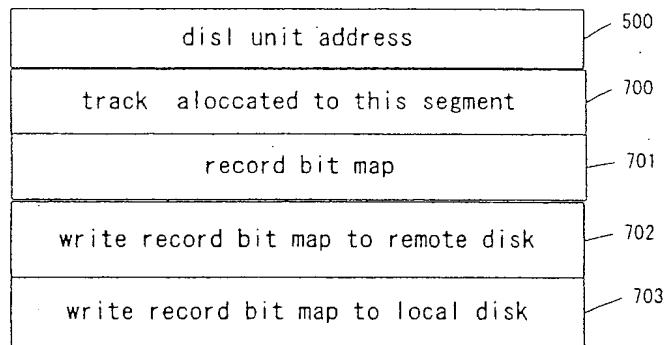 disl unit address 500
track aloccated to this segment 700
record bit map 701
write record bit map to remote disk 702
write record bit map to local disk 703